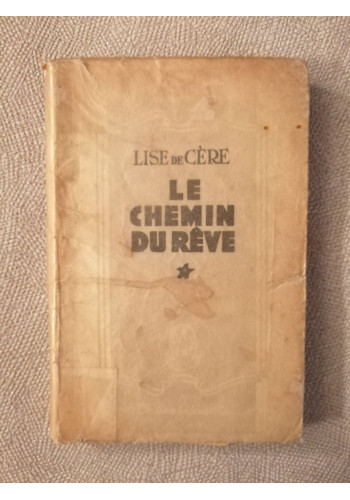 LISE DE CÈRE
LE
CHEMIN
DU RÊVE